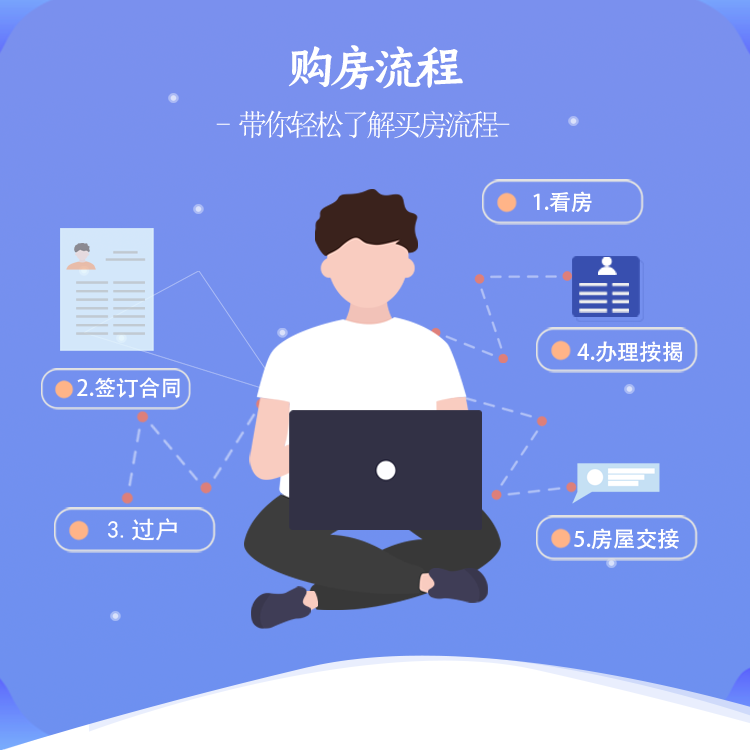 购房流程
- 带你轻松了解买房流程-
1.看房
2.签订合同
3. 过户
4.办理按揭
5.房屋交接